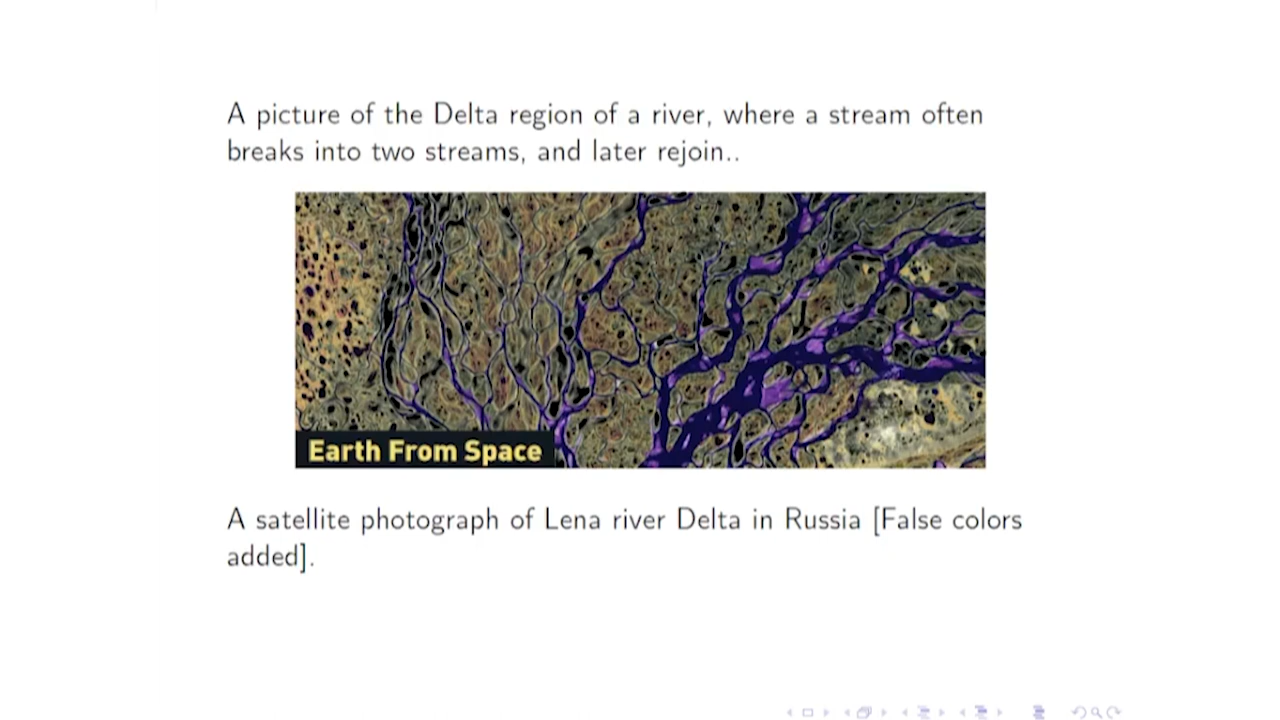 A picture of the Delta region of a river, where a stream often
breaks into two streams, and later rejoin..
Earth From Space
A satellite photograph of Lena river Delta in Russia [False colors
added].